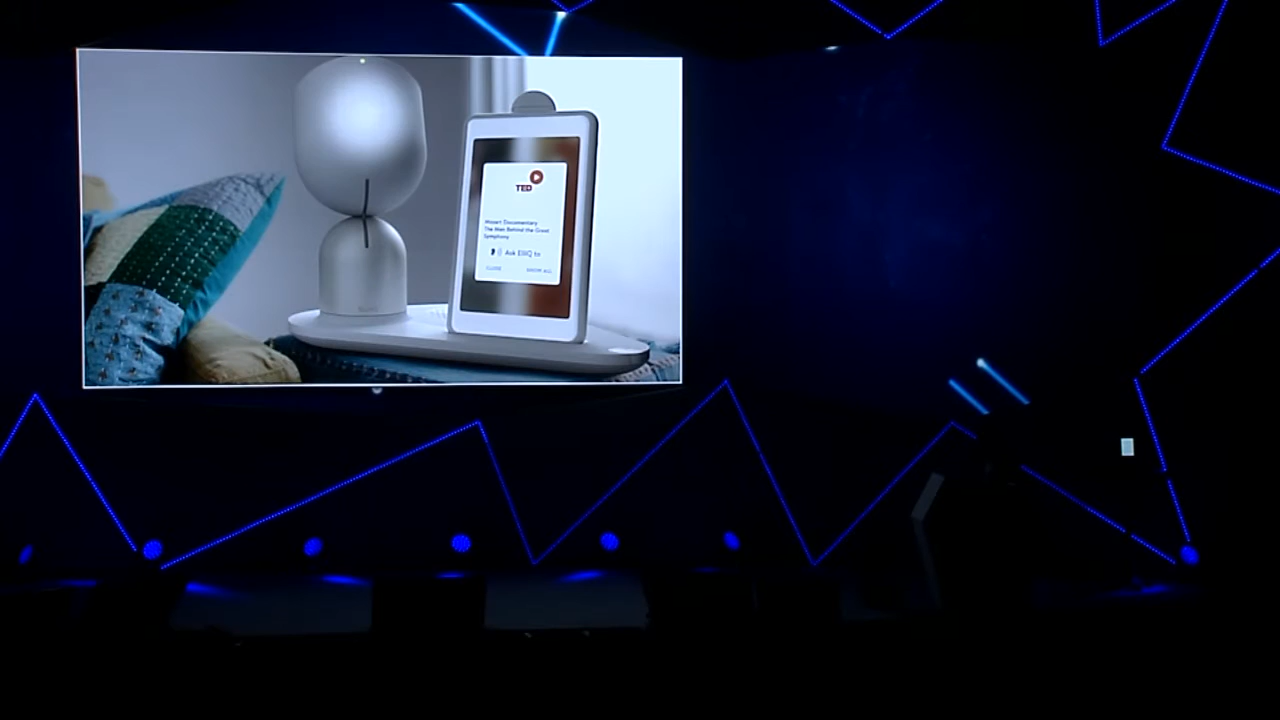 TED
Mozart Documentary
The Man Behind the Great
Symphony
Ask ElliQ to
CLOSE
SHOW ALL